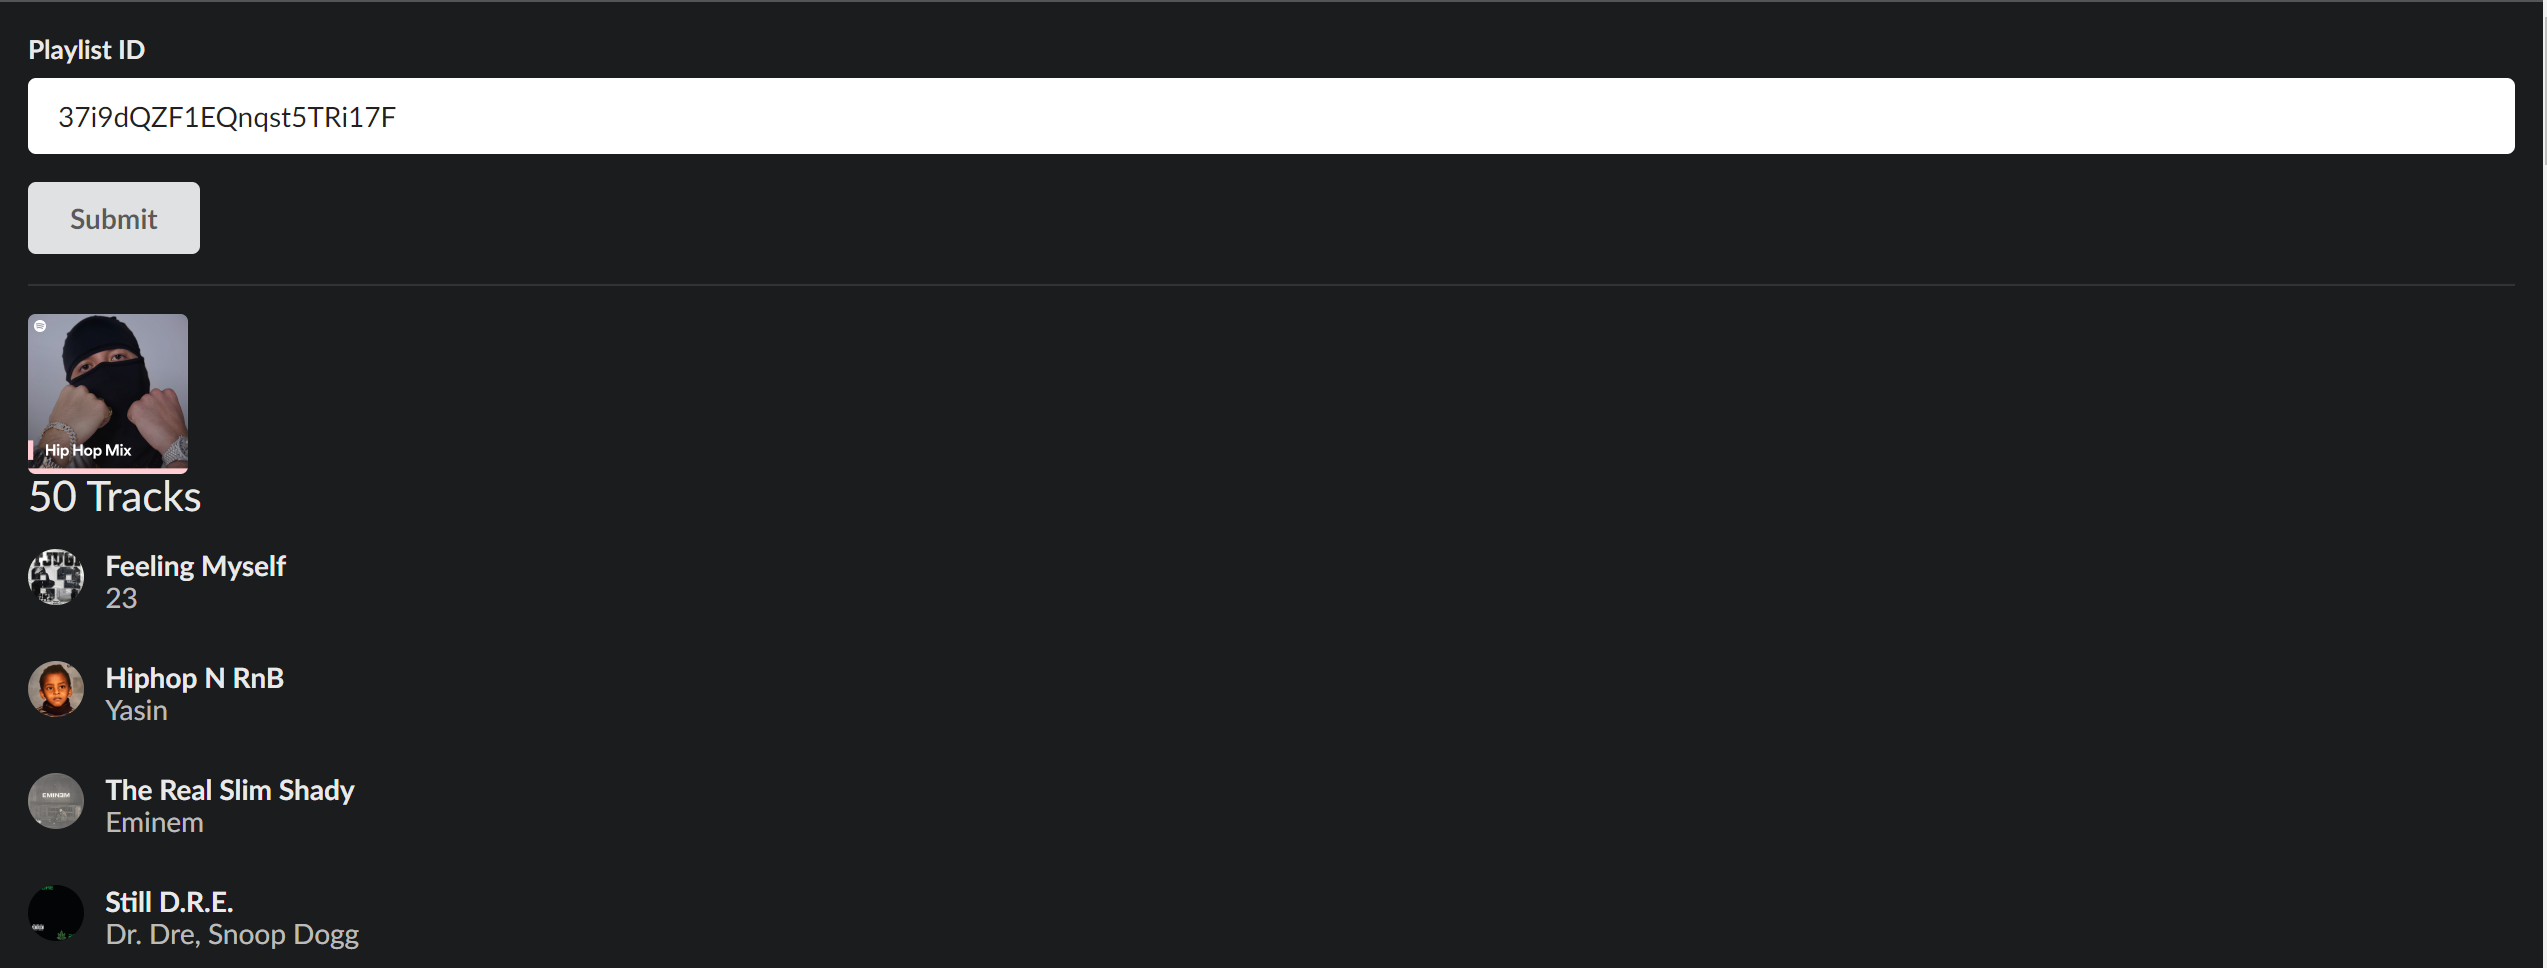 Playlist ID
37i9dQZF1EQnqst5TRi17F
Submit
Hip Hop Mix
50 Tracks
Feeling Myself
23
Hiphop N RnB
Yasin
EMINEM
The Real Slim Shady
Eminem
Still D.R.E.
Dr. Dre, Snoop Dogg